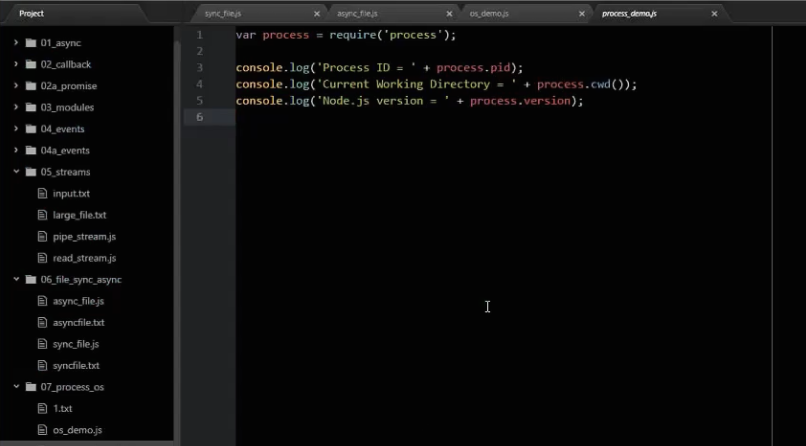 Project
sync_file.js
async_file.js
os_demo.js
process_demo.js
01_async
02_callback
02a_promise
03_modules
04_events
04a_events
05_streams
input.txt
large_file.txt
pipe_stream.js
read_stream.js
06_file_sync_async
async_file.js
asyncfile.txt
sync_file.js
syncfile.txt
07_process_os
1.txt
os_demo.js
1 var process = require('process');
2
3 console.log('Process ID = ' + process.pid);
4 console.log('Current Working Directory = ' + process.cwd());
5 console.log('Node.js version = ' + process.version);
6